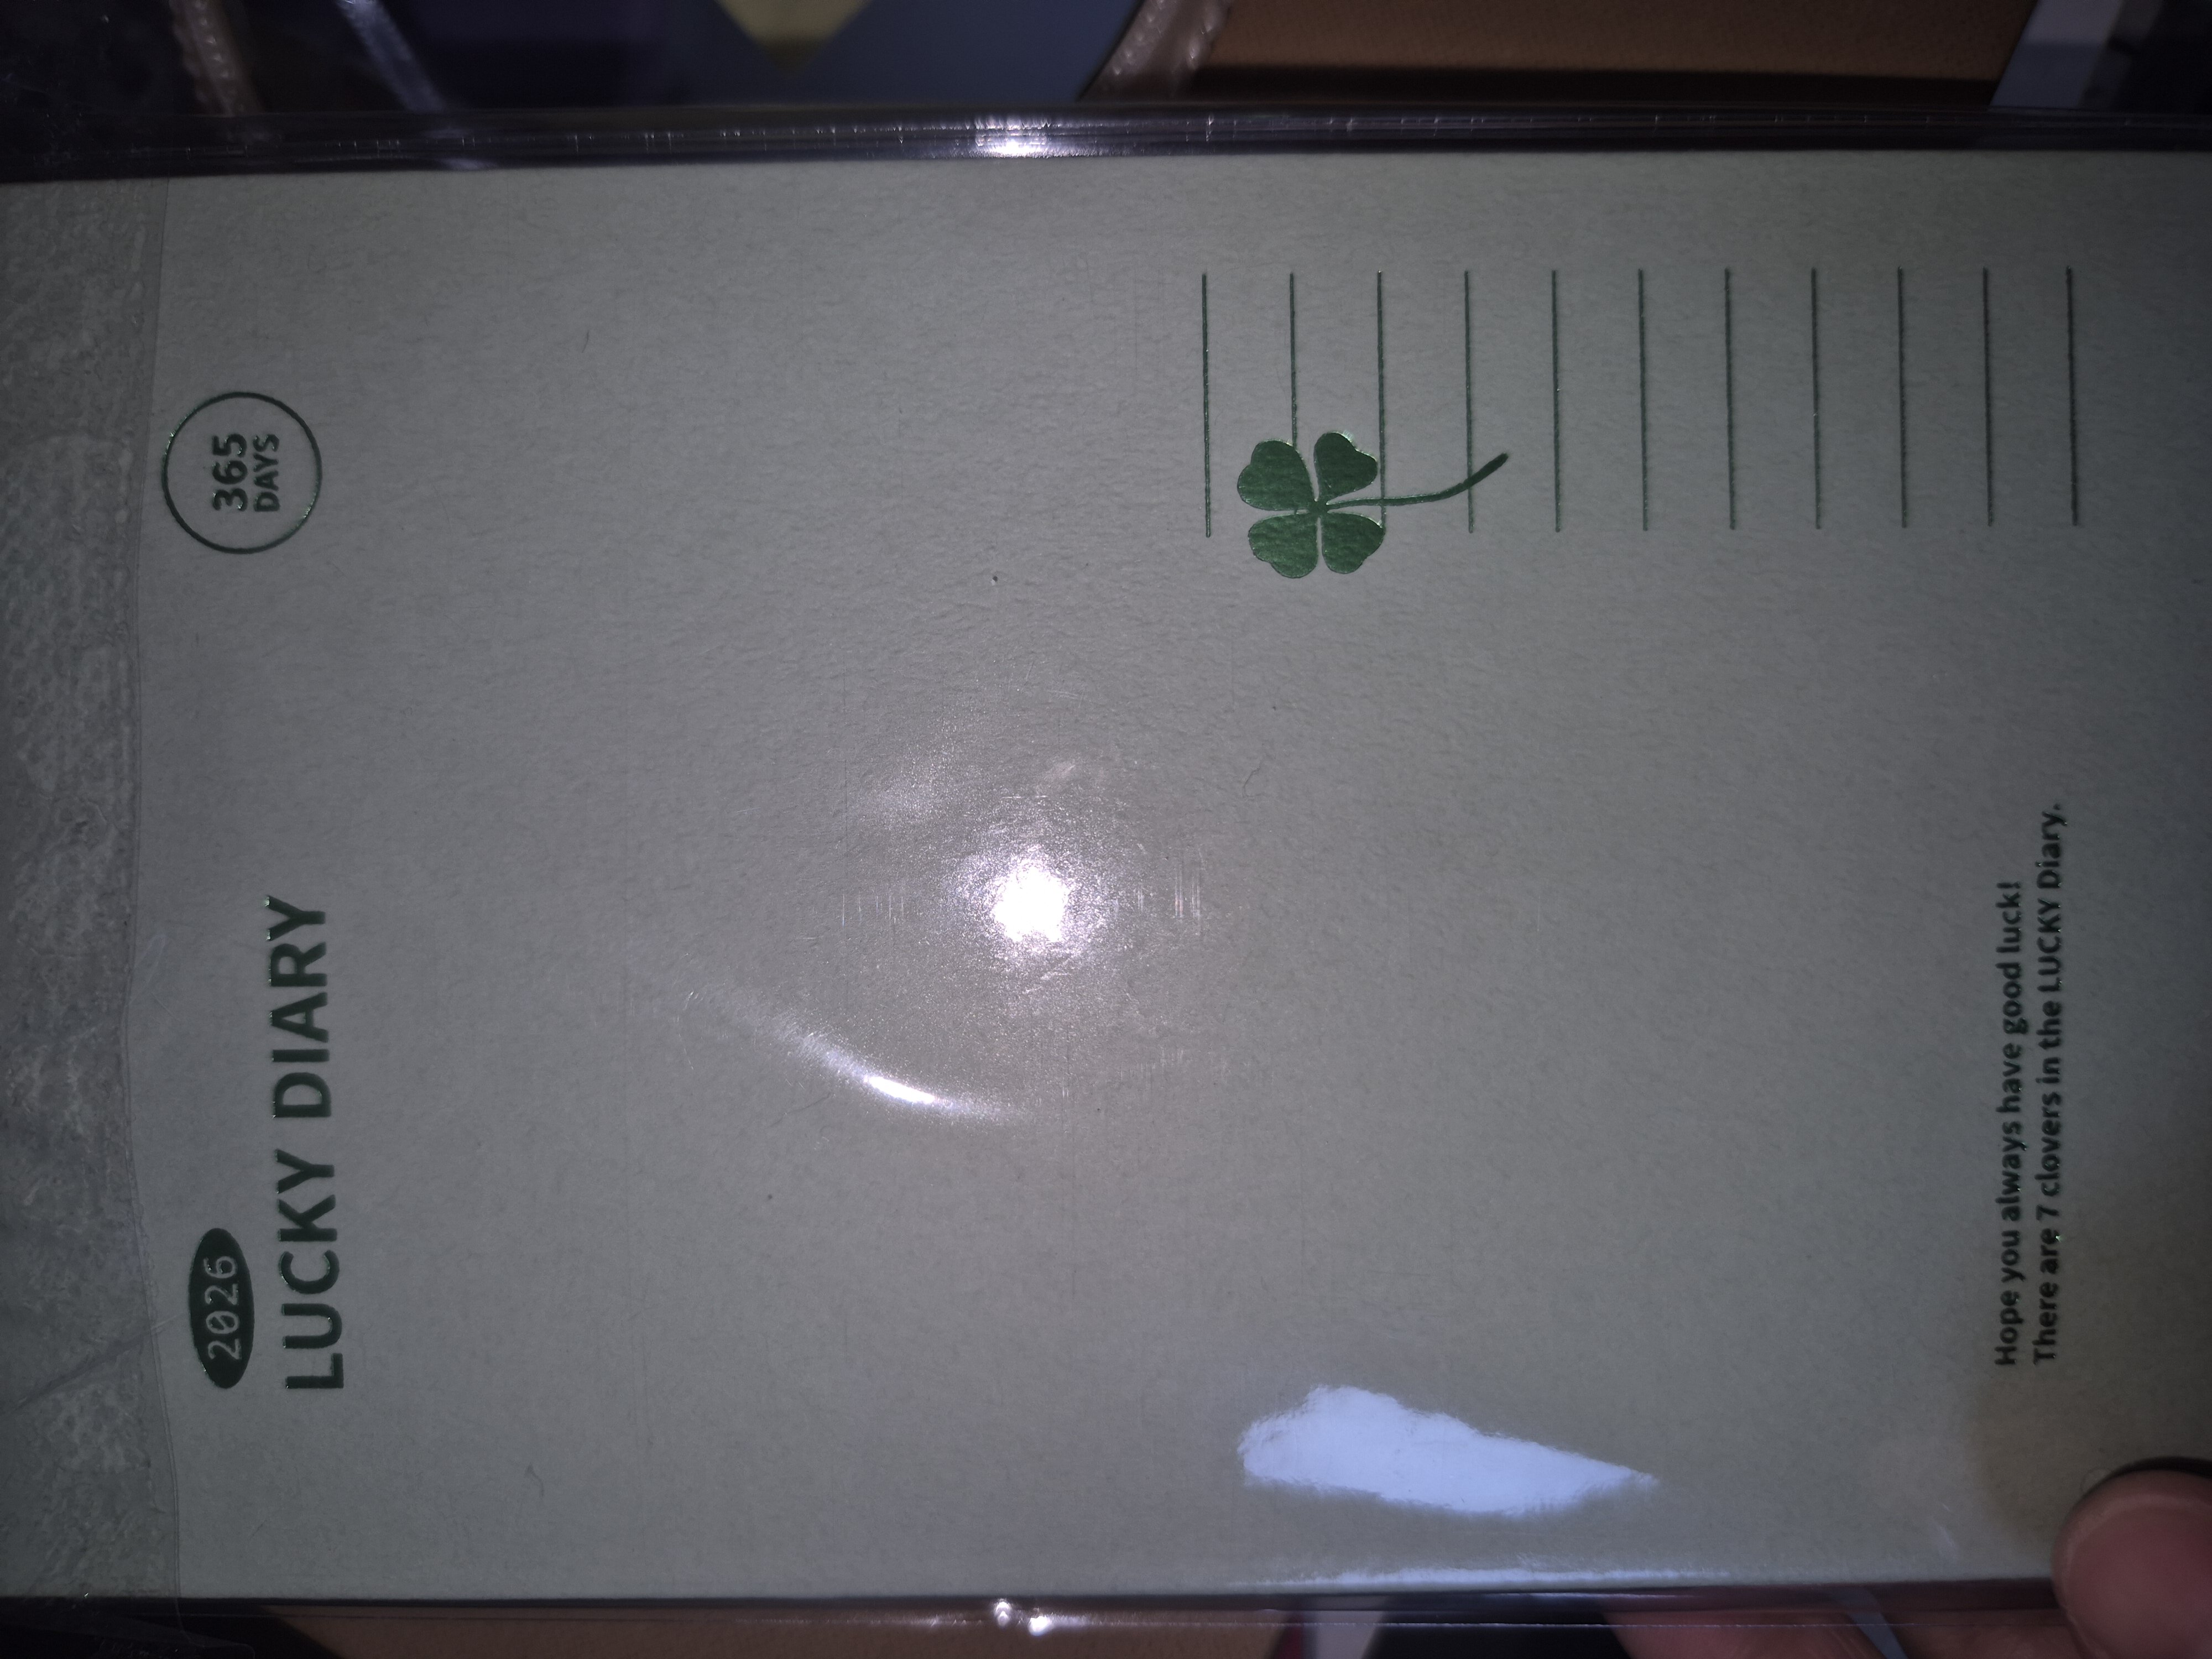 2026
LUCKY DIARY
365
DAYS
Hope you always have good luck!
There are 7 clovers in the LUCKY Diary.